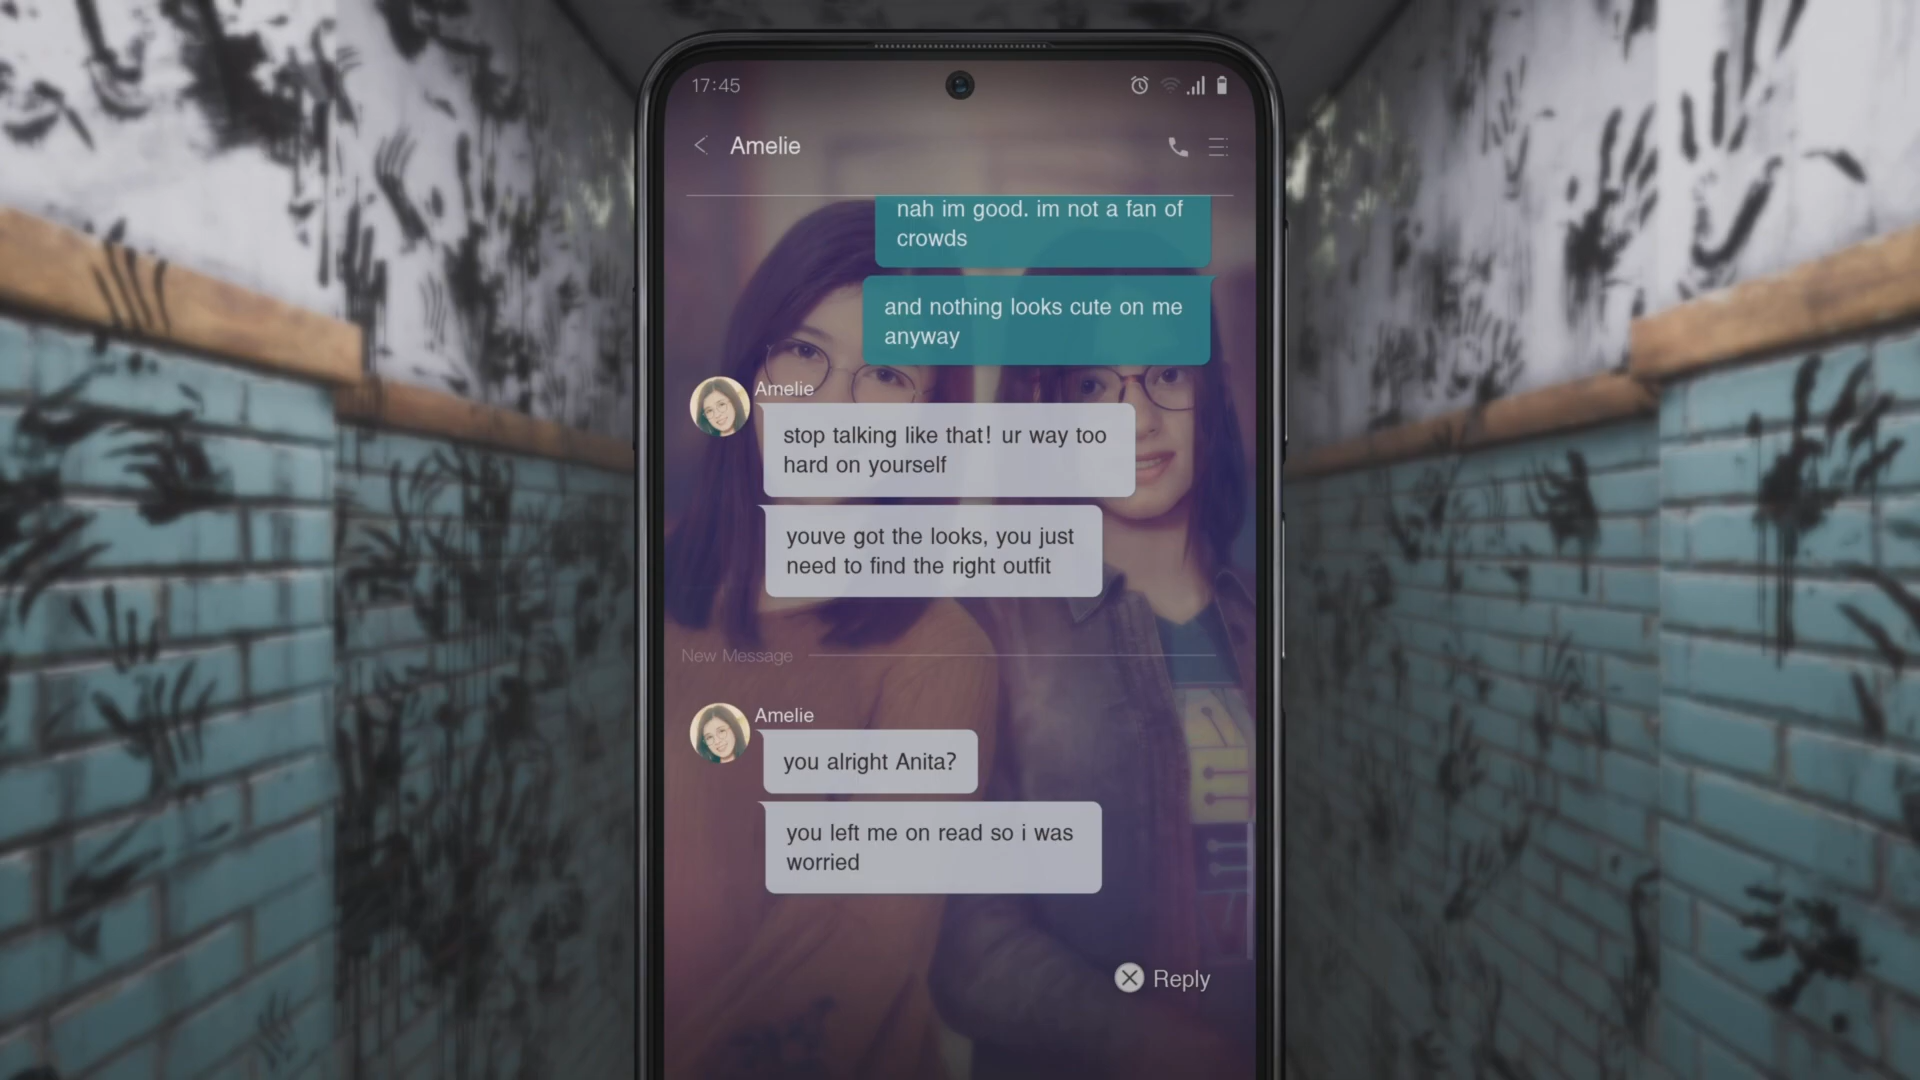 17:45
Amelie
nah im good. im not a fan of
crowds
and nothing looks cute on me
anyway
Amelie
stop talking like that! ur way too
hard on yourself
youve got the looks, you just
need to find the right outfit
New Message
Amelie
you alright Anita?
you left me on read so i was
worried
Reply